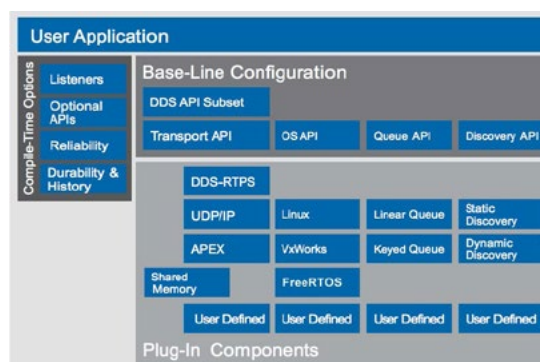 User Application
Compile-Time Options
Listeners
Optional
APIs
Reliability
Durability &
History
Base-Line Configuration
DDS API Subset
Transport API
OS API
Queue API
Discovery API
DDS-RTPS
UDP/IP
Linux
Linear Queue
Static
Discovery
APEX
VxWorks
Keyed Queue
Dynamic
Discovery
Shared
Memory
FreeRTOS
User Defined
User Defined
User Defined
User Defined
Plug-In Components